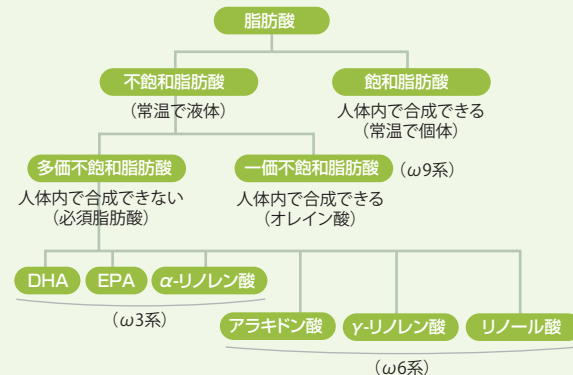 脂肪酸
不飽和脂肪酸
飽和脂肪酸
(常温で液体)
人体内で合成できる
(常温で個体)
多価不飽和脂肪酸
一価不飽和脂肪酸
(ω9系)
人体内で合成できない
(必須脂肪酸)
人体内で合成できる
(オレイン酸)
DHA
EPA
α-リノレン酸
(ω3系)
アラキドン酸
γ-リノレン酸
リノール酸
(ω6系)